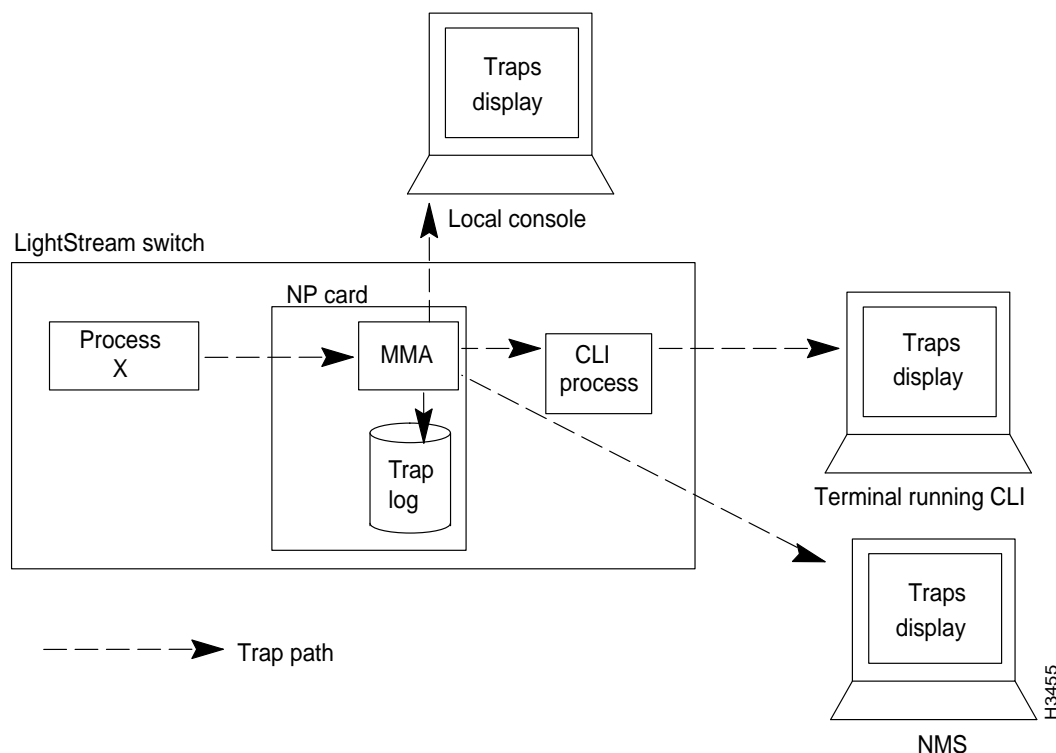 Traps
display
Local console
LightStream switch
NP card
Process
X
MMA
CLI
process
Traps
display
Trap
log
Terminal running CLI
Traps
display
Trap path
H3455
NMS